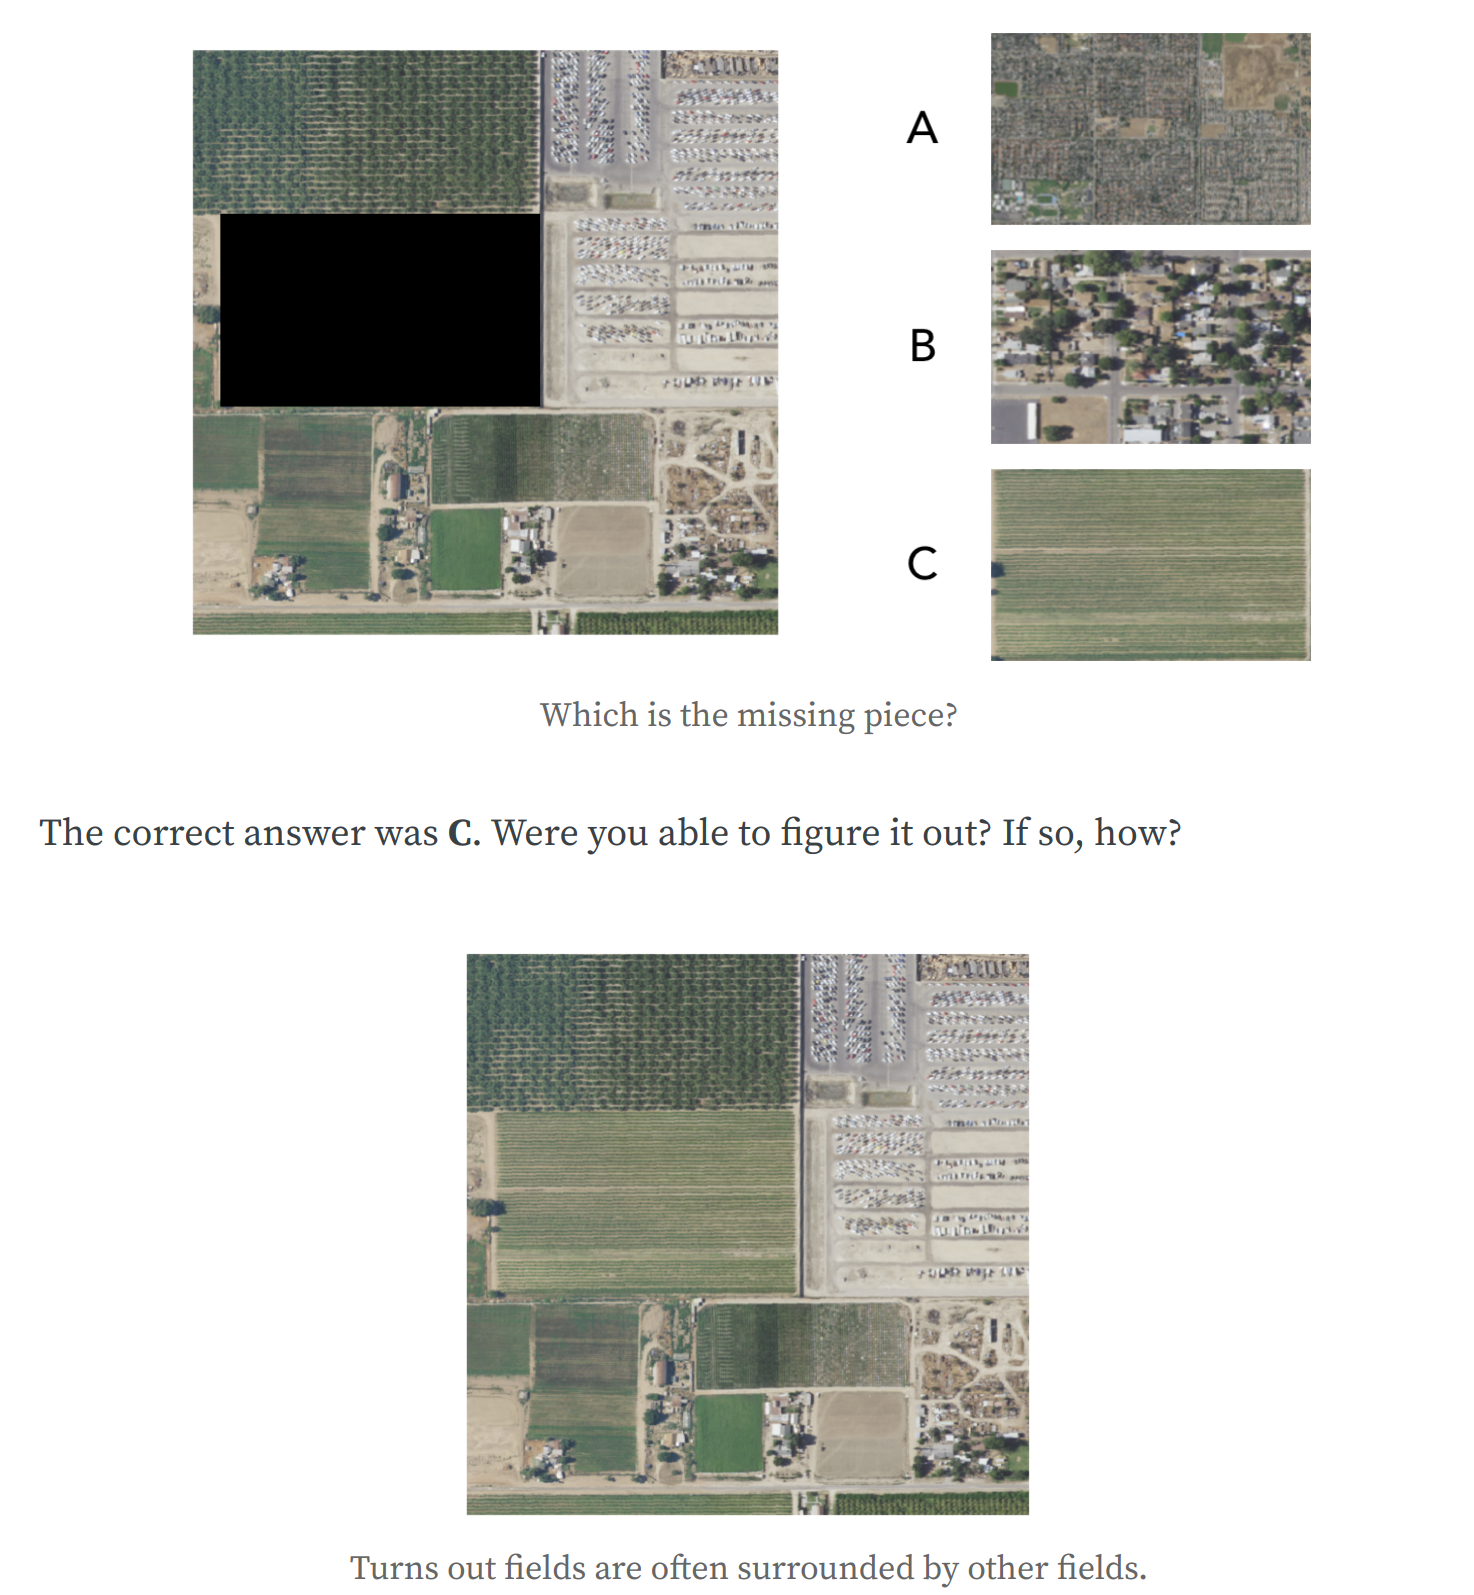 A
B
C
Which is the missing piece?
The correct answer was C. Were you able to figure it out? If so, how?
Turns out fields are often surrounded by other fields.